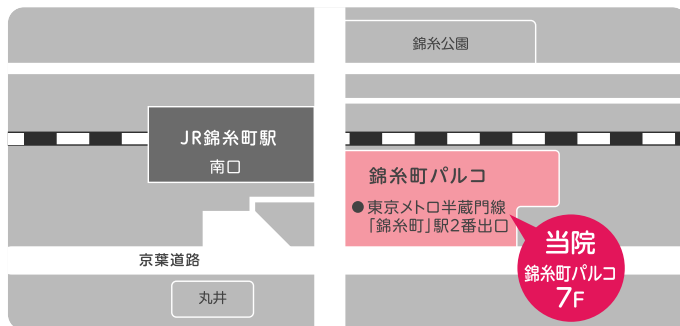 錦糸公園
JR錦糸町駅
南口
錦糸町パルコ
●東京メトロ半蔵門線
「錦糸町」駅2番出口
当院
錦糸町パルコ
7F
京葉道路
丸井